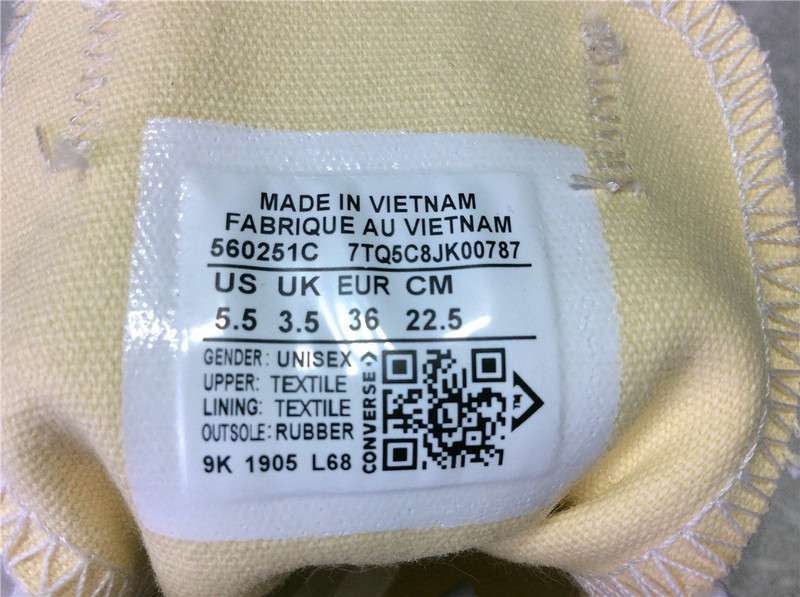 MADE IN VIETNAM
FABRIQUE AU VIETNAM
560251C 7TQ5C8JK00787
US UK EUR CM
5.5 3.5 36 22.5
GENDER: UNISEX
UPPER: TEXTILE
LINING: TEXTILE
OUTSOLE: RUBBER
9K 1905 L68
CONVERSE
TM